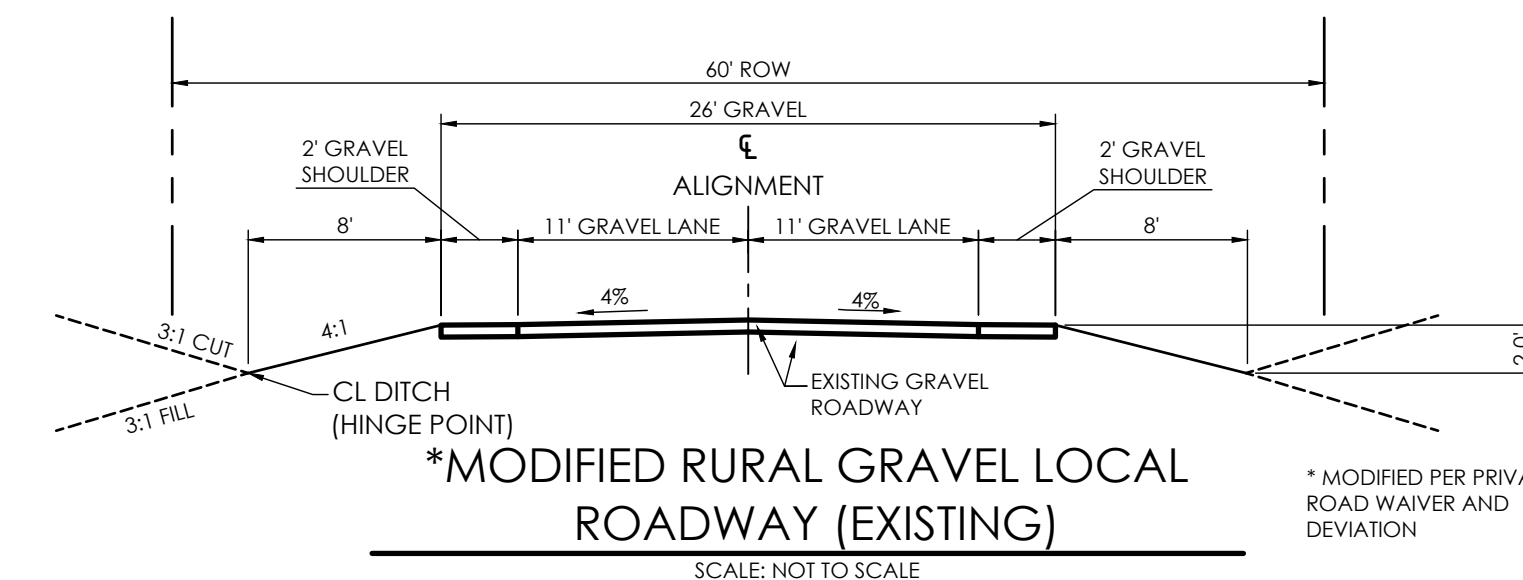 60' ROW
26' GRAVEL
2' GRAVEL
SHOULDER
℄
ALIGNMENT
2' GRAVEL
SHOULDER
8'
11' GRAVEL LANE
11' GRAVEL LANE
8'
4%
4%
3:1 CUT
4:1
3:1 FILL
CL DITCH
(HINGE POINT)
EXISTING GRAVEL
ROADWAY
2.0'
*MODIFIED RURAL GRAVEL LOCAL
ROADWAY (EXISTING)
SCALE: NOT TO SCALE
* MODIFIED PER
ROAD WAIVER AND
DEVIATION